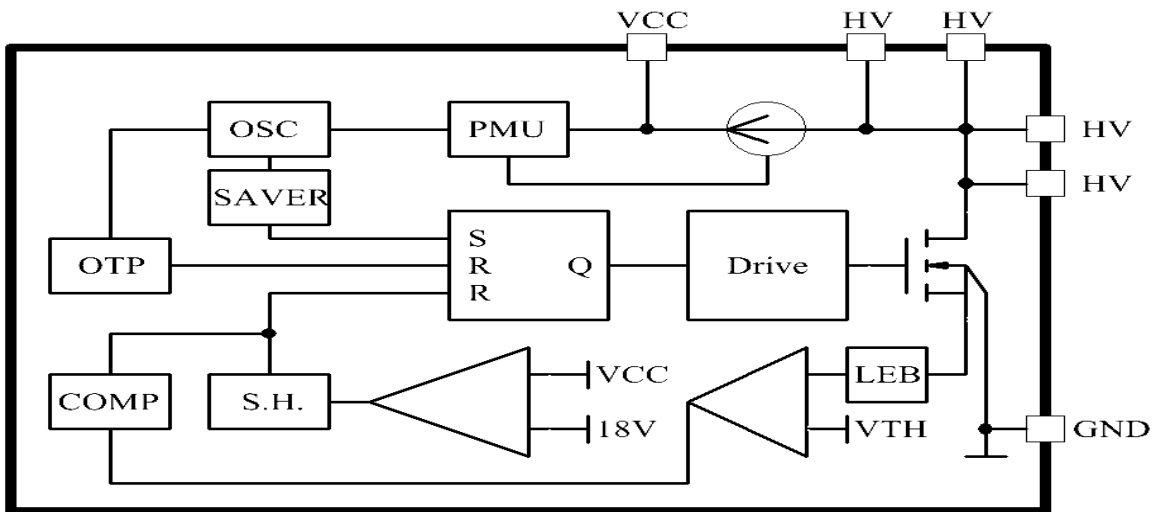 VCC HV HV
OSC PMU HV
SAVER HV
S
OTP R Q Drive
R
VCC LEB
COMP S.H.
18V VTH GND